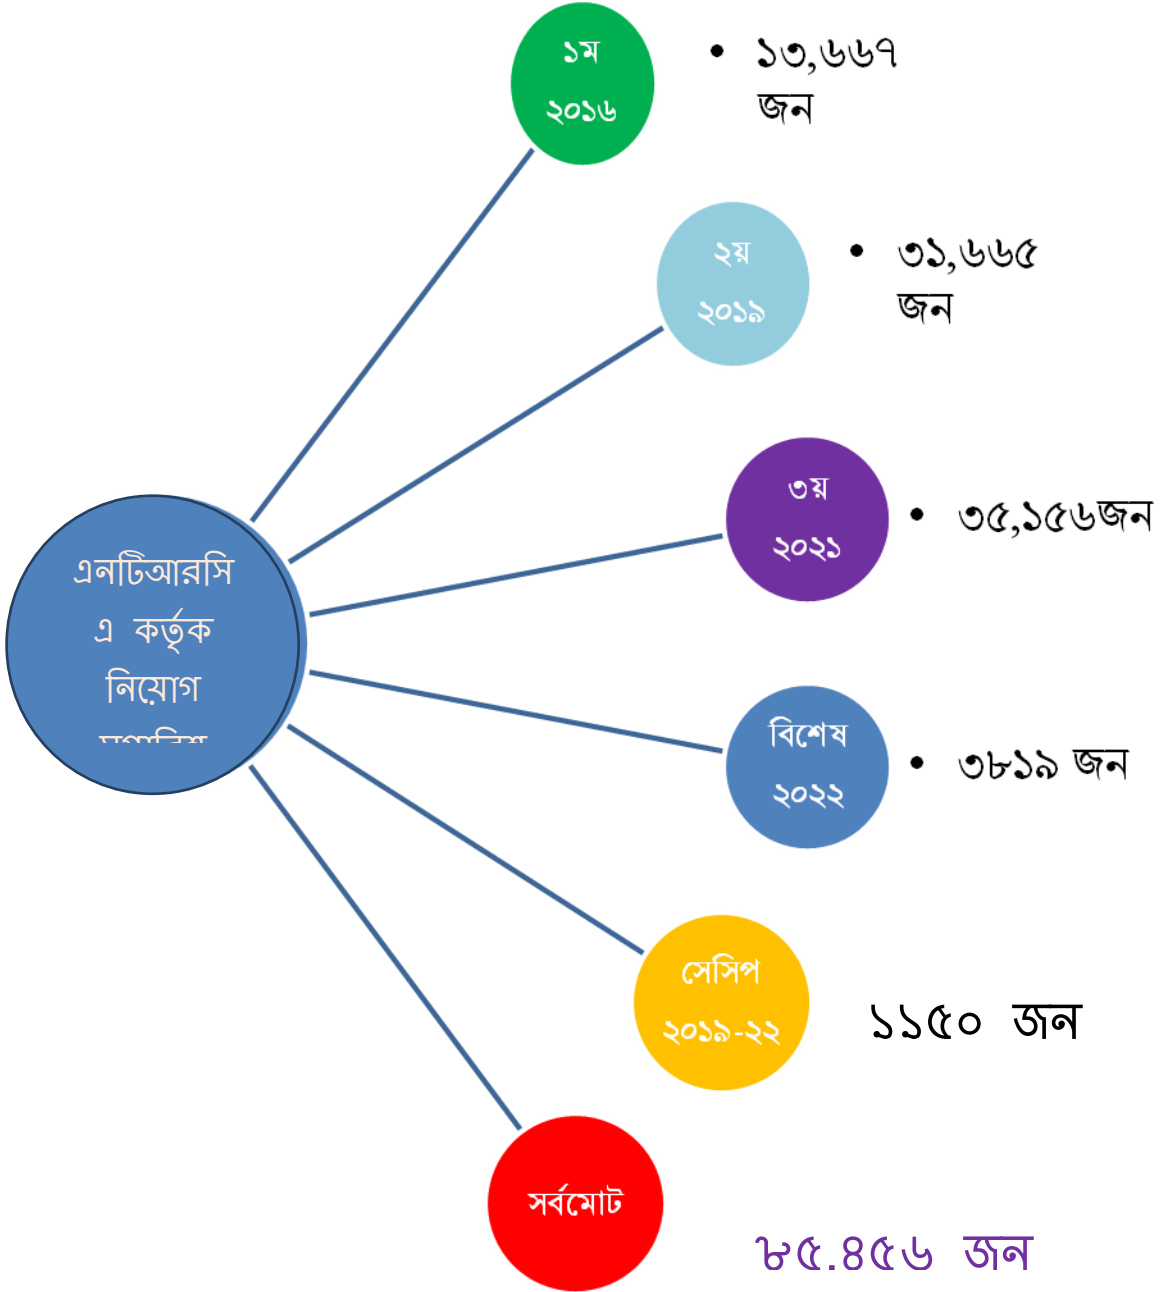 ১ম
২০১৬
• ১৩,৬৬৭
জন
২য়
২০১৯
• ৩১,৬৬৫
জন
৩য়
২০২১
• ৩৫,১৫৬জন
এনটিআরসি
এ কর্তৃক
নিয়োগ
বিশেষ
২০২২
• ৩৮১৯ জন
সেসিপ
২০১৯-২২
১১৫০ জন
সর্বমোট
৮৫.৪৫৬ জন